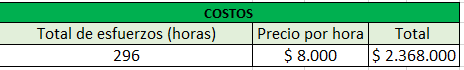 COSTOS
Total de esfuerzos (horas) Precio por hora Total
296 $ 8.000 $ 2.368.000